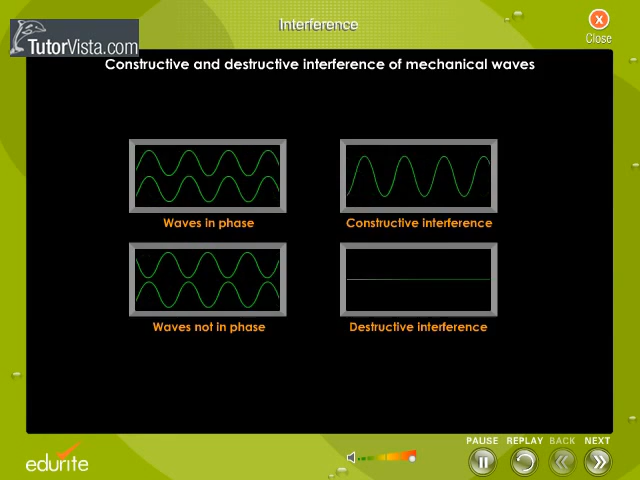 Interference
TutorVista.com
Close
Constructive and destructive interference of mechanical waves
Waves in phase
Constructive interference
Waves not in phase
Destructive interference
PAUSE REPLAY BACK NEXT
edurite